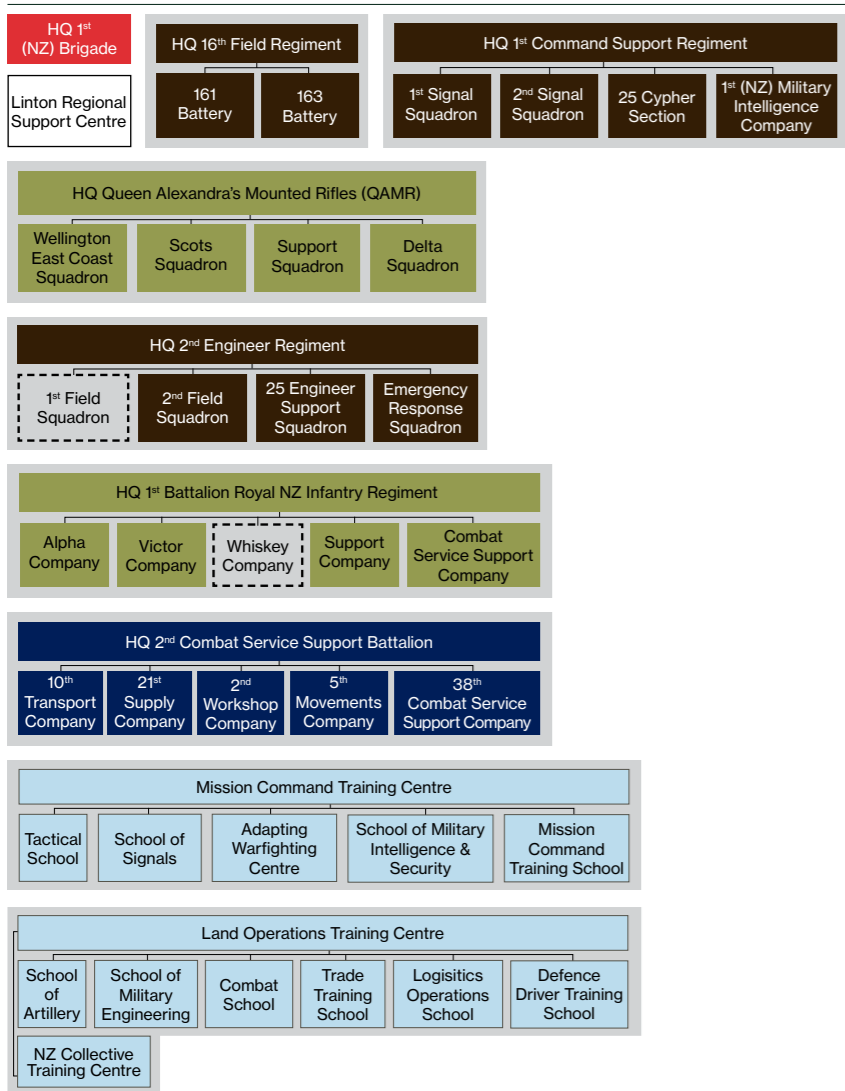 HQ 1st
(NZ) Brigade
Linton Regional
Support Centre
HQ 16th Field Regiment
161
Battery
163
Battery
HQ 1st Command Support Regiment
1st Signal
Squadron
2nd Signal
Squadron
25 Cypher
Section
1st (NZ) Military
Intelligence
Company
HQ Queen Alexandra’s Mounted Rifles (QAMR)
Wellington
East Coast
Squadron
Scots
Squadron
Support
Squadron
Delta
Squadron
HQ 2nd Engineer Regiment
1st Field
Squadron
2nd Field
Squadron
25 Engineer
Support
Squadron
Emergency
Response
Squadron
HQ 1st Battalion Royal NZ Infantry Regiment
Alpha
Company
Victor
Company
Whiskey
Company
Support
Company
Combat
Service Support
Company
HQ 2nd Combat Service Support Battalion
10th
Transport
Company
21st
Supply
Company
2nd
Workshop
Company
5th
Movements
Company
38th
Combat Service
Support Company
Mission Command Training Centre
Tactical
School
School of
Signals
Adapting
Warfighting
Centre
School of Military
Intelligence &
Security
Mission
Command
Training School
Land Operations Training Centre
School
of
Artillery
School of
Military
Engineering
Combat
School
Trade
Training
School
Logisitics
Operations
School
Defence
Driver Training
School
NZ Collective
Training Centre